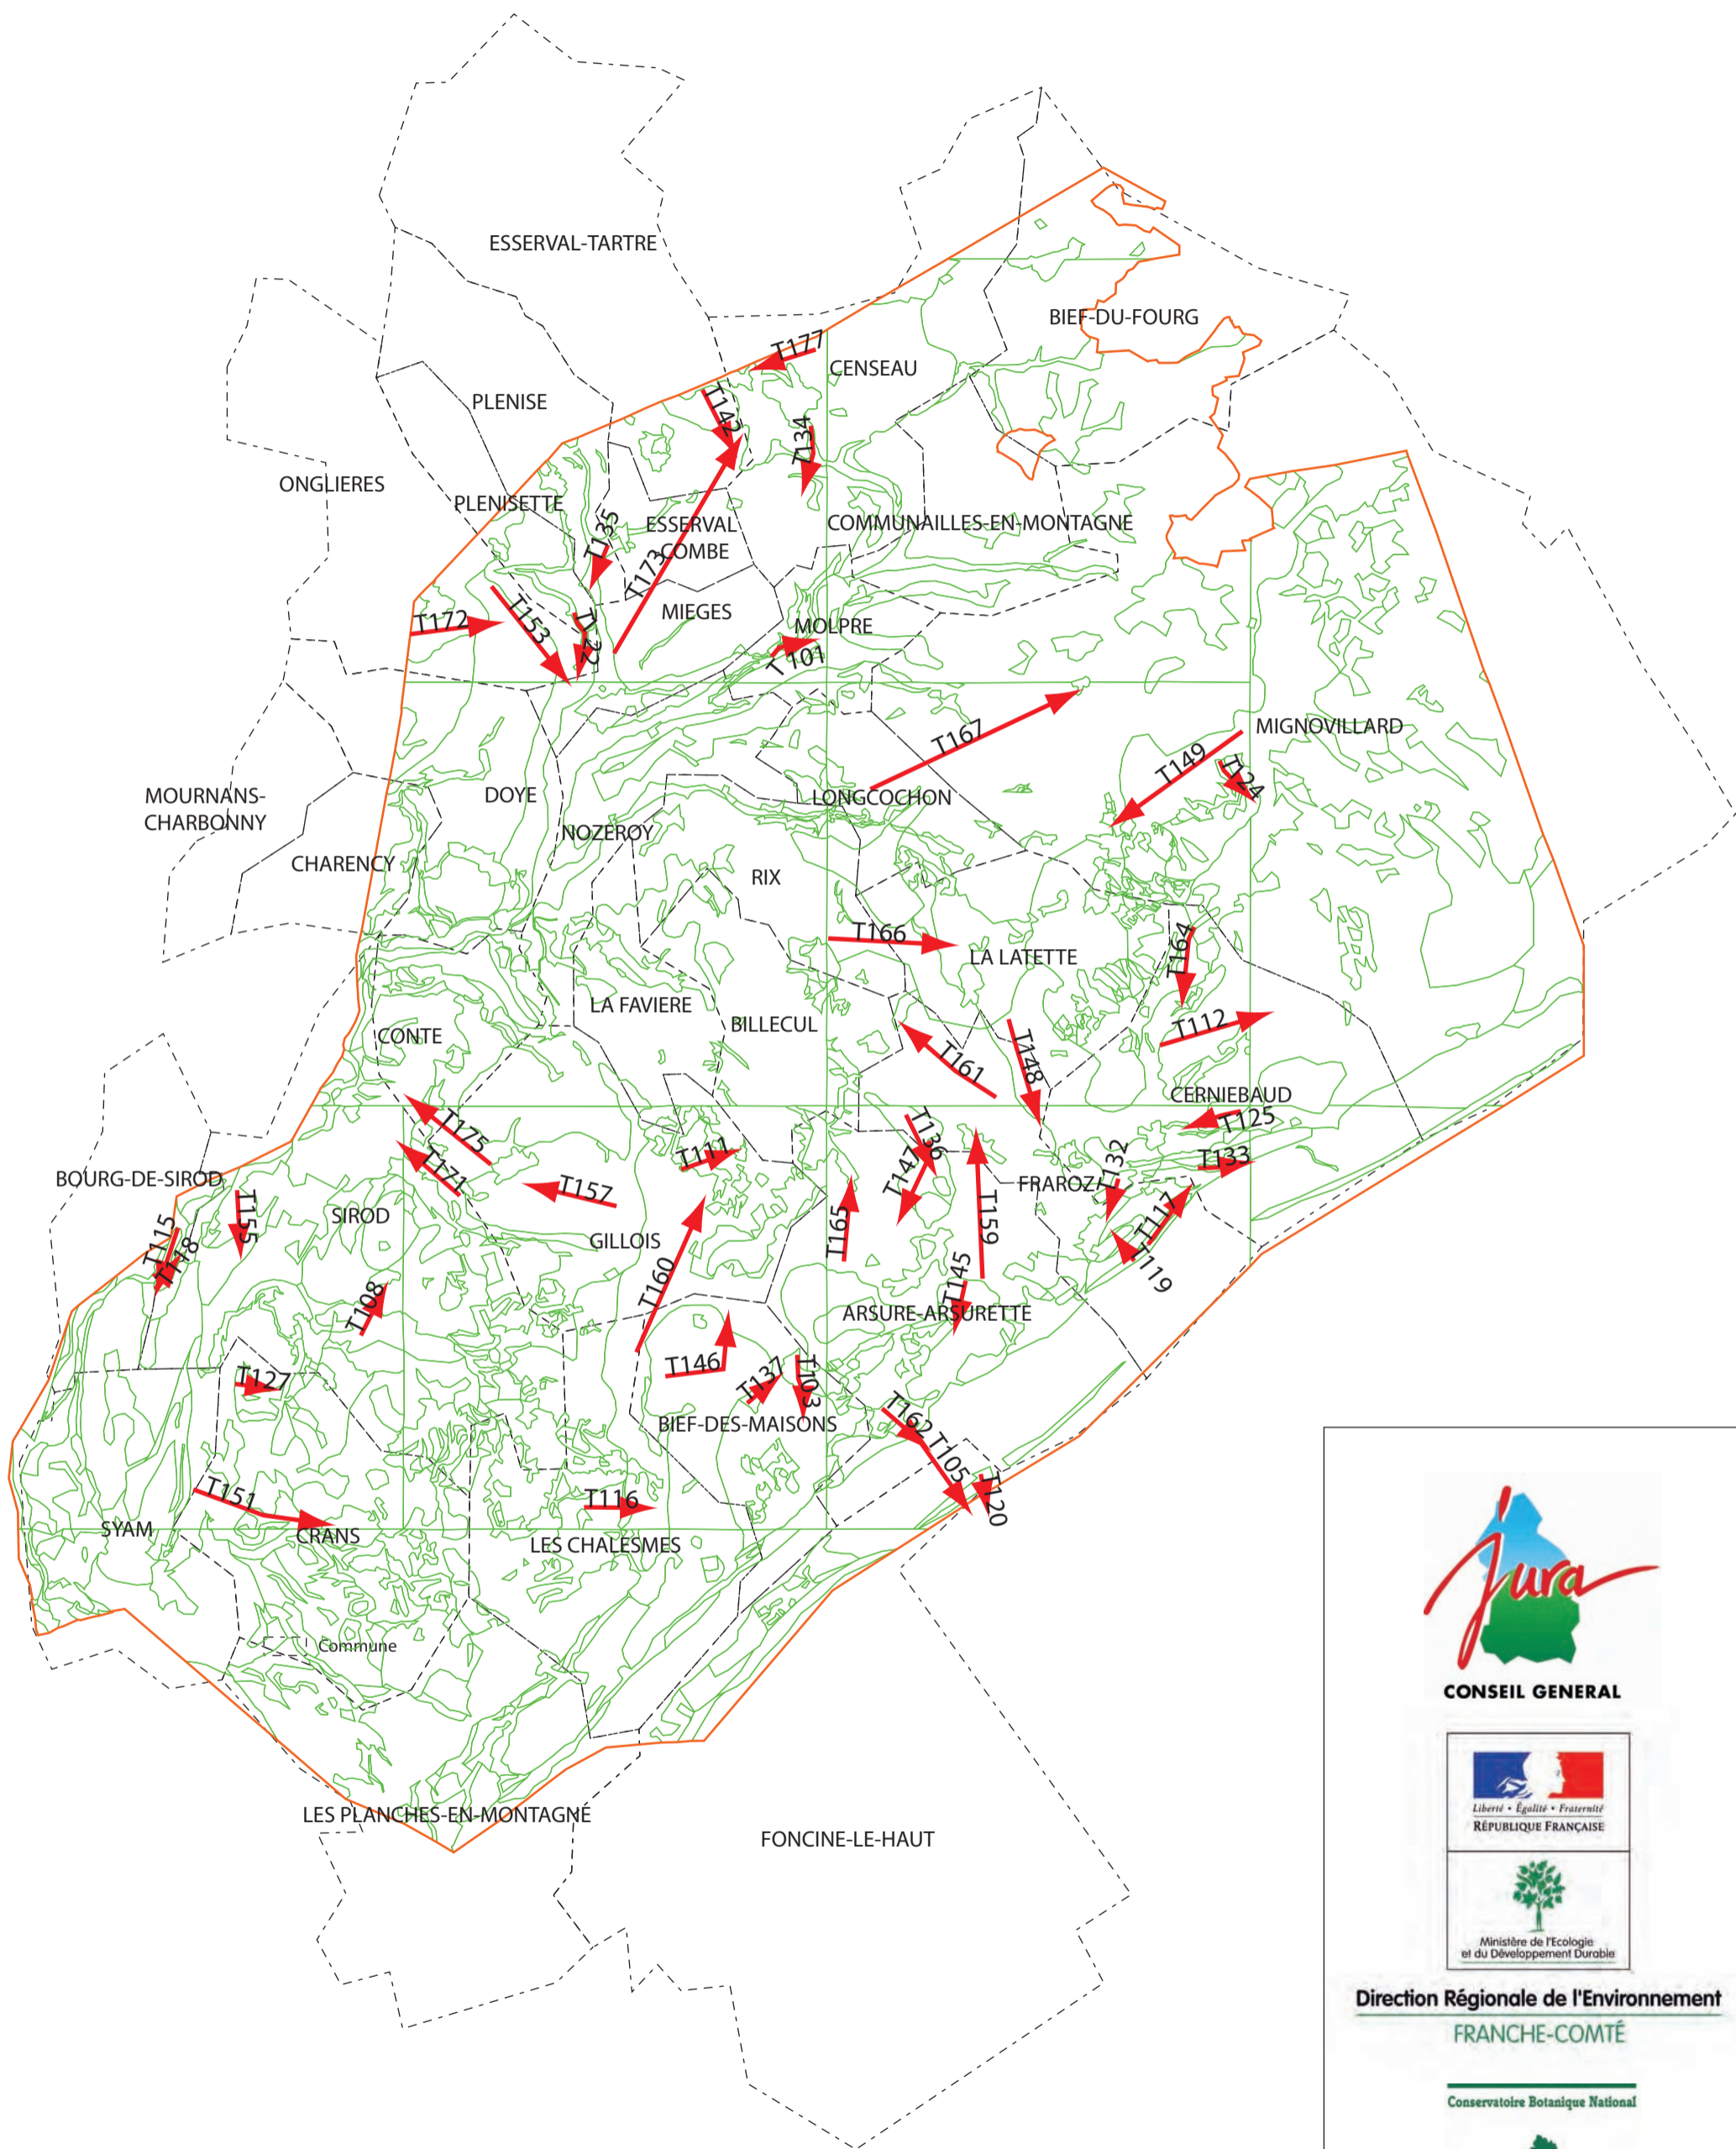 ESSERVAL-TARTRE
BIEF-DU-FOURG
T177
CENSEAU
PLENISE
T142
T134
ONGLIERES
PLENISETTE
T135
ESSERVAL
COMBE
COMMUNAILLES-EN-MONTAGNE
T173
T172
T153
T122
MIEGES
MOLPRE
T 101
T167
MIGNOVILLARD
T149
T124
MOURNANS-
CHARBONNY
DOYE
LONGCOCHON
NOZEROY
CHARENCY
RIX
T166
LA LATETTE
T164
LA FAVIERE
BILLECUL
CONTE
T112
T148
T161
CERNIEBAUD
T125
T175
T136
T111
T132
T133
T171
T147
BOURG-DE-SIROD
T157
FAROZ
T155
SIROD
T165
T159
T117
T115
T118
GILLOIS
T119
T160
T145
T108
ARSURE-ARSURETTE
T146
T137
T103
T127
BIEF-DES-MAISONS
T162
T105
T151
T116
T120
SYAM
CRANS
LES CHALESMES
Commune
LES PLANCHES-EN-MONTAGNE
FONCINE-LE-HAUT
Jura
CONSEIL GENERAL
Liberté • Égalité • Fraternité
RÉPUBLIQUE FRANÇAISE
Ministère de l'Ecologie
et du Développement Durable
Direction Régionale de l'Environnement
FRANCHE-COMTÉ
Conservatoire Botanique National